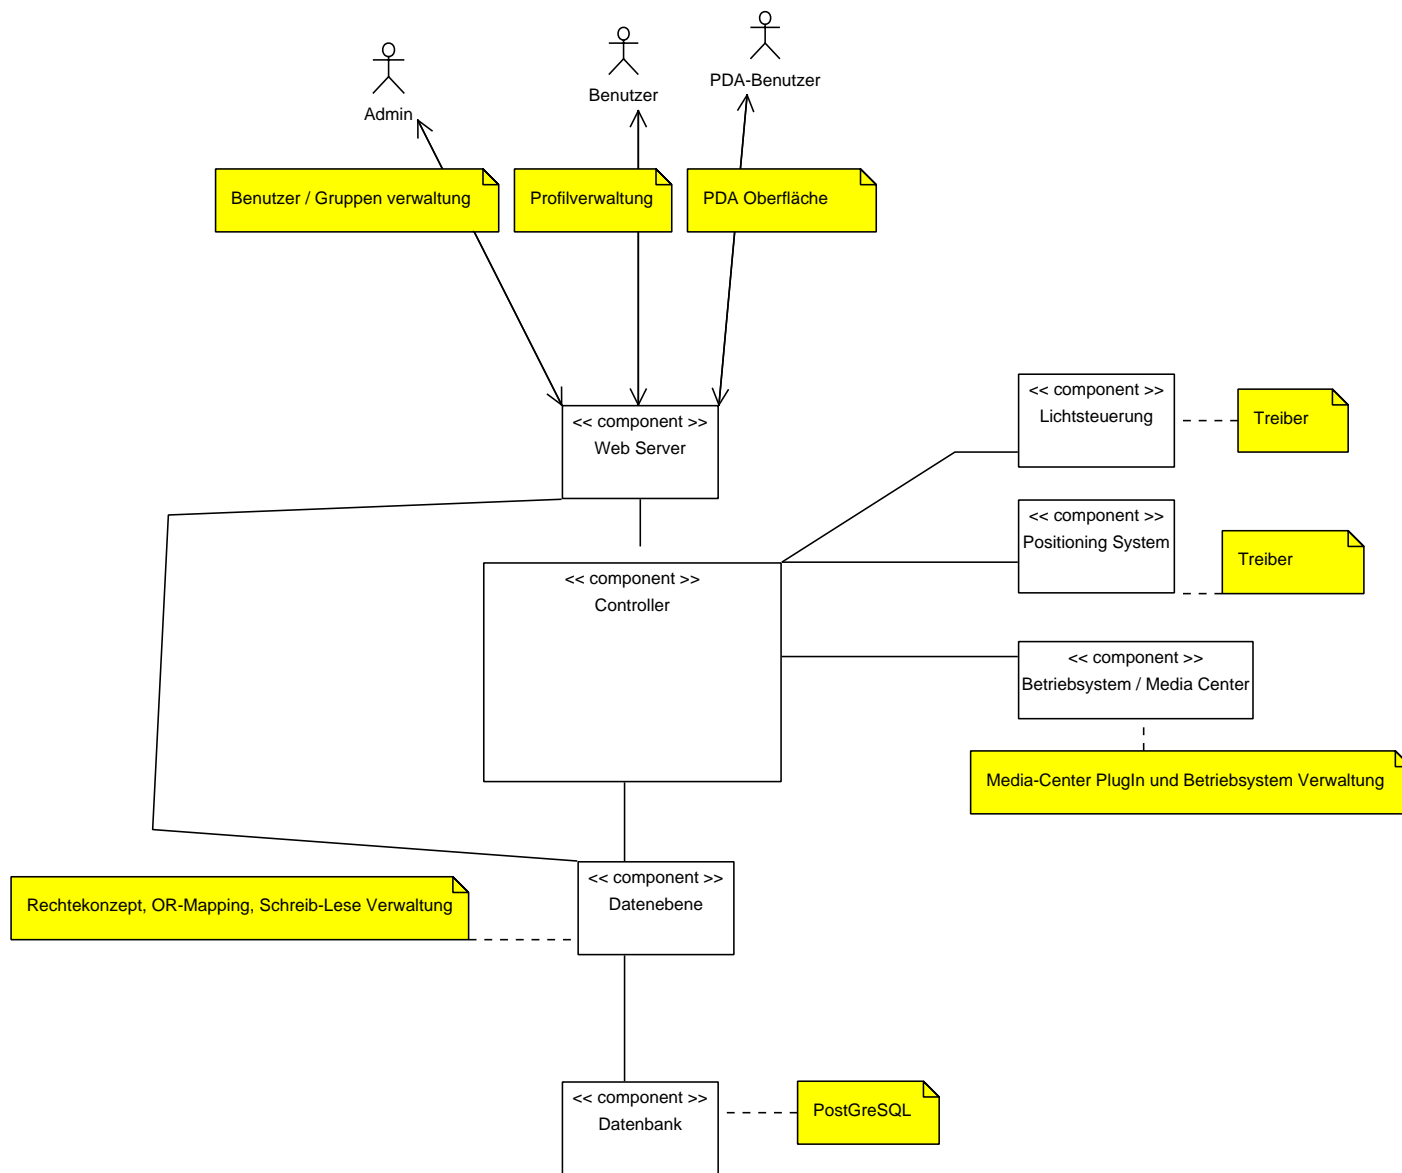 Admin
Benutzer
PDA-Benutzer
Benutzer / Gruppen verwaltung
Profilverwaltung
PDA Oberfläche
<< component >>
Web Server
<< component >>
Lichtsteuerung
Treiber
<< component >>
Positioning System
Treiber
<< component >>
Controller
<< component >>
Betriebsystem / Media Center
Media-Center PlugIn und Betriebsystem Verwaltung
<< component >>
Datenebene
Rechtekonzept, OR-Mapping, Schreib-Lese Verwaltung
<< component >>
Datenbank
PostGreSQL